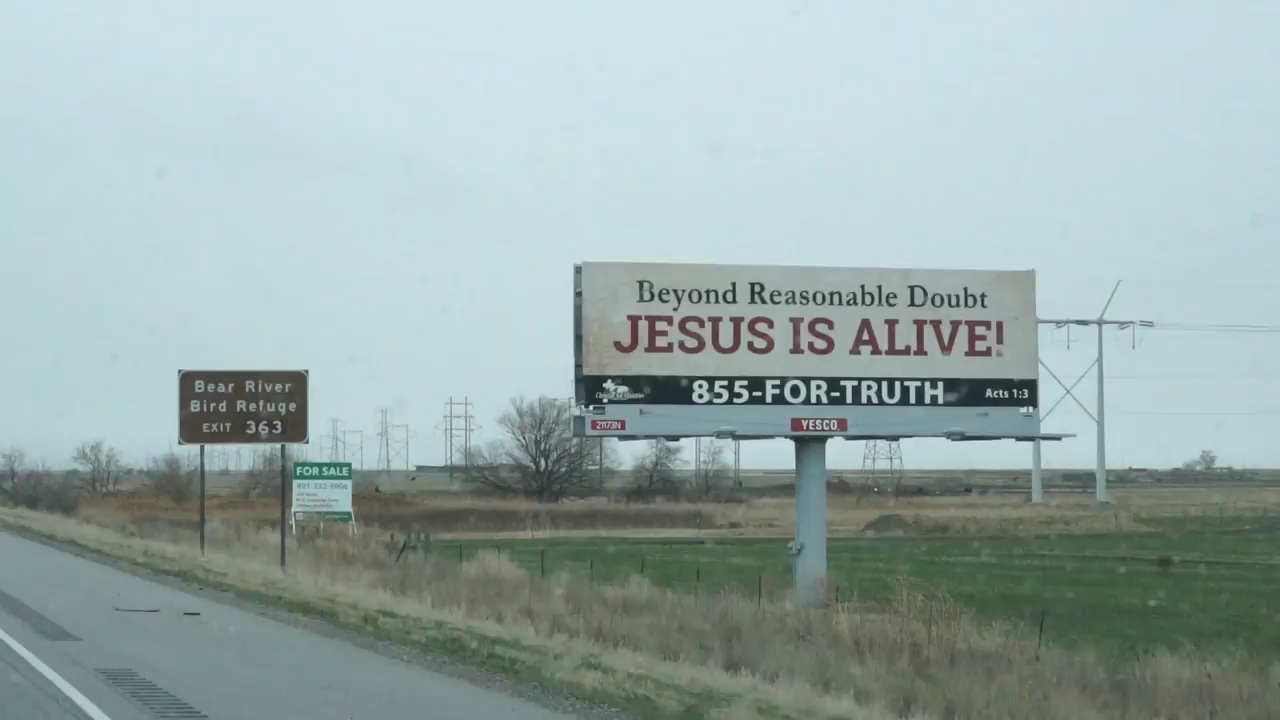 Bear River
Bird Refuge
EXIT 363
FOR SALE
Beyond Reasonable Doubt
JESUS IS ALIVE!
855-FOR-TRUTH
Acts 1:3
21173N
YESCO